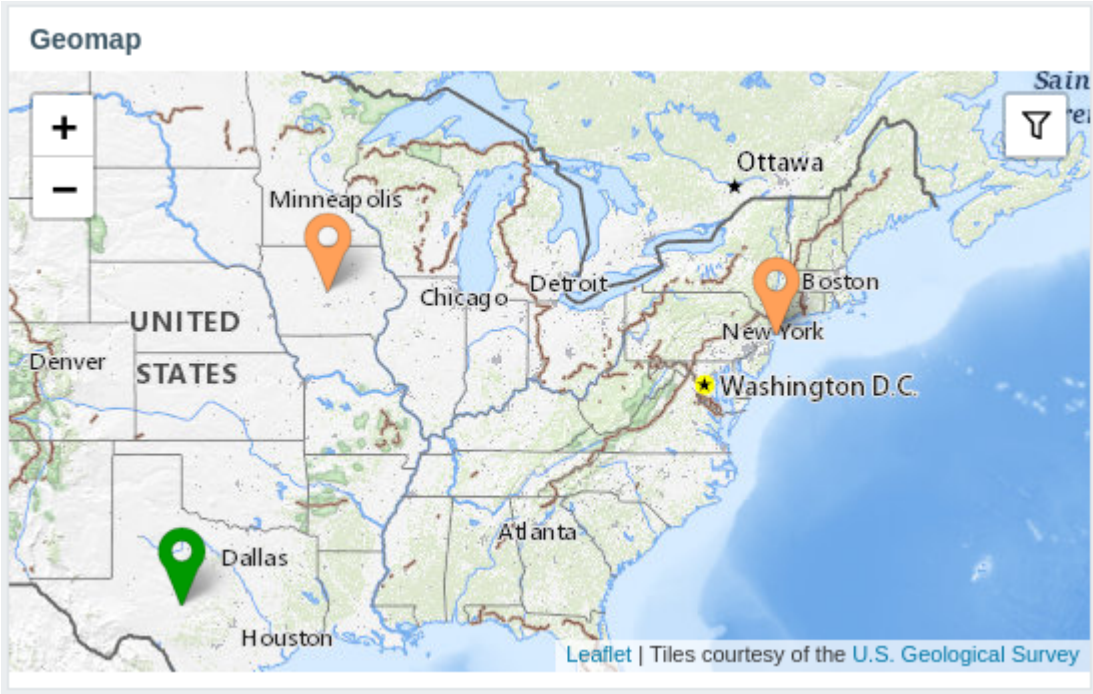 Geomap
Sain
+
−
Ottawa
Minneapolis
Boston
Detroit
Chicago
UNITED
New York
Denver
STATES
Washington D.C.
Atlanta
Dallas
Houston
Leaflet | Tiles courtesy of the U.S. Geological Survey